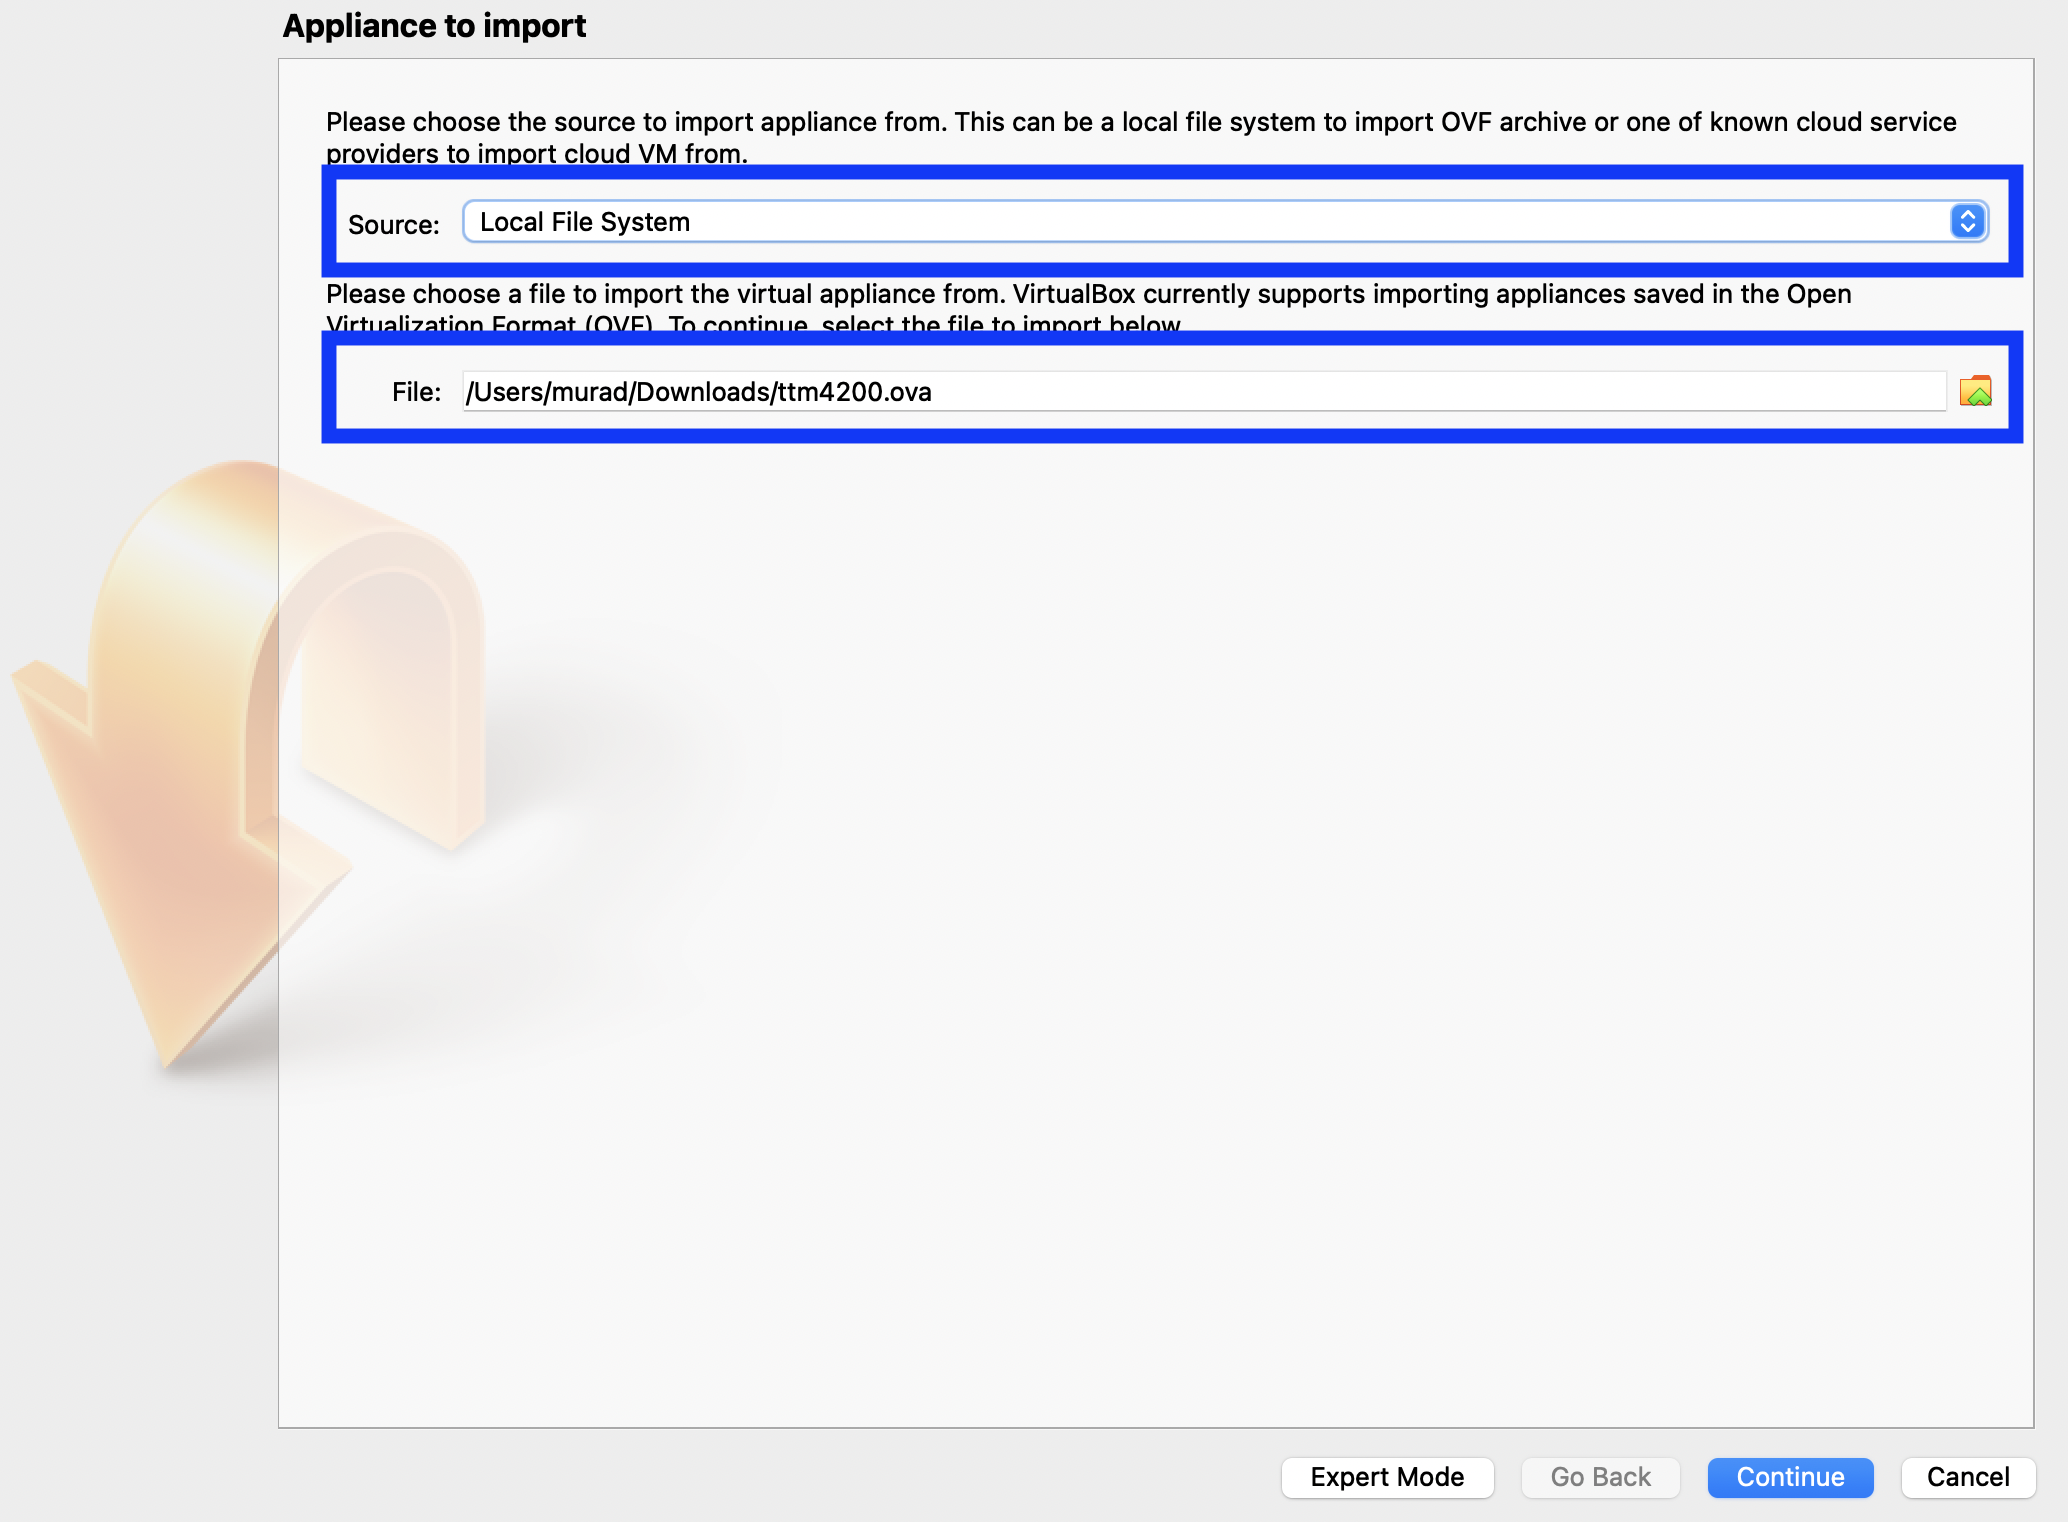 Appliance to import
Please choose the source to import appliance from. This can be a local file system to import OVF archive or one of known cloud service
providers to import cloud VM from.
Source: Local File System
Please choose a file to import the virtual appliance from. VirtualBox currently supports importing appliances saved in the Open
Virtualization Format (OVF). To continue, select the file to import below.
File: /Users/murad/Downloads/ttm4200.ova
Expert Mode Go Back Continue Cancel